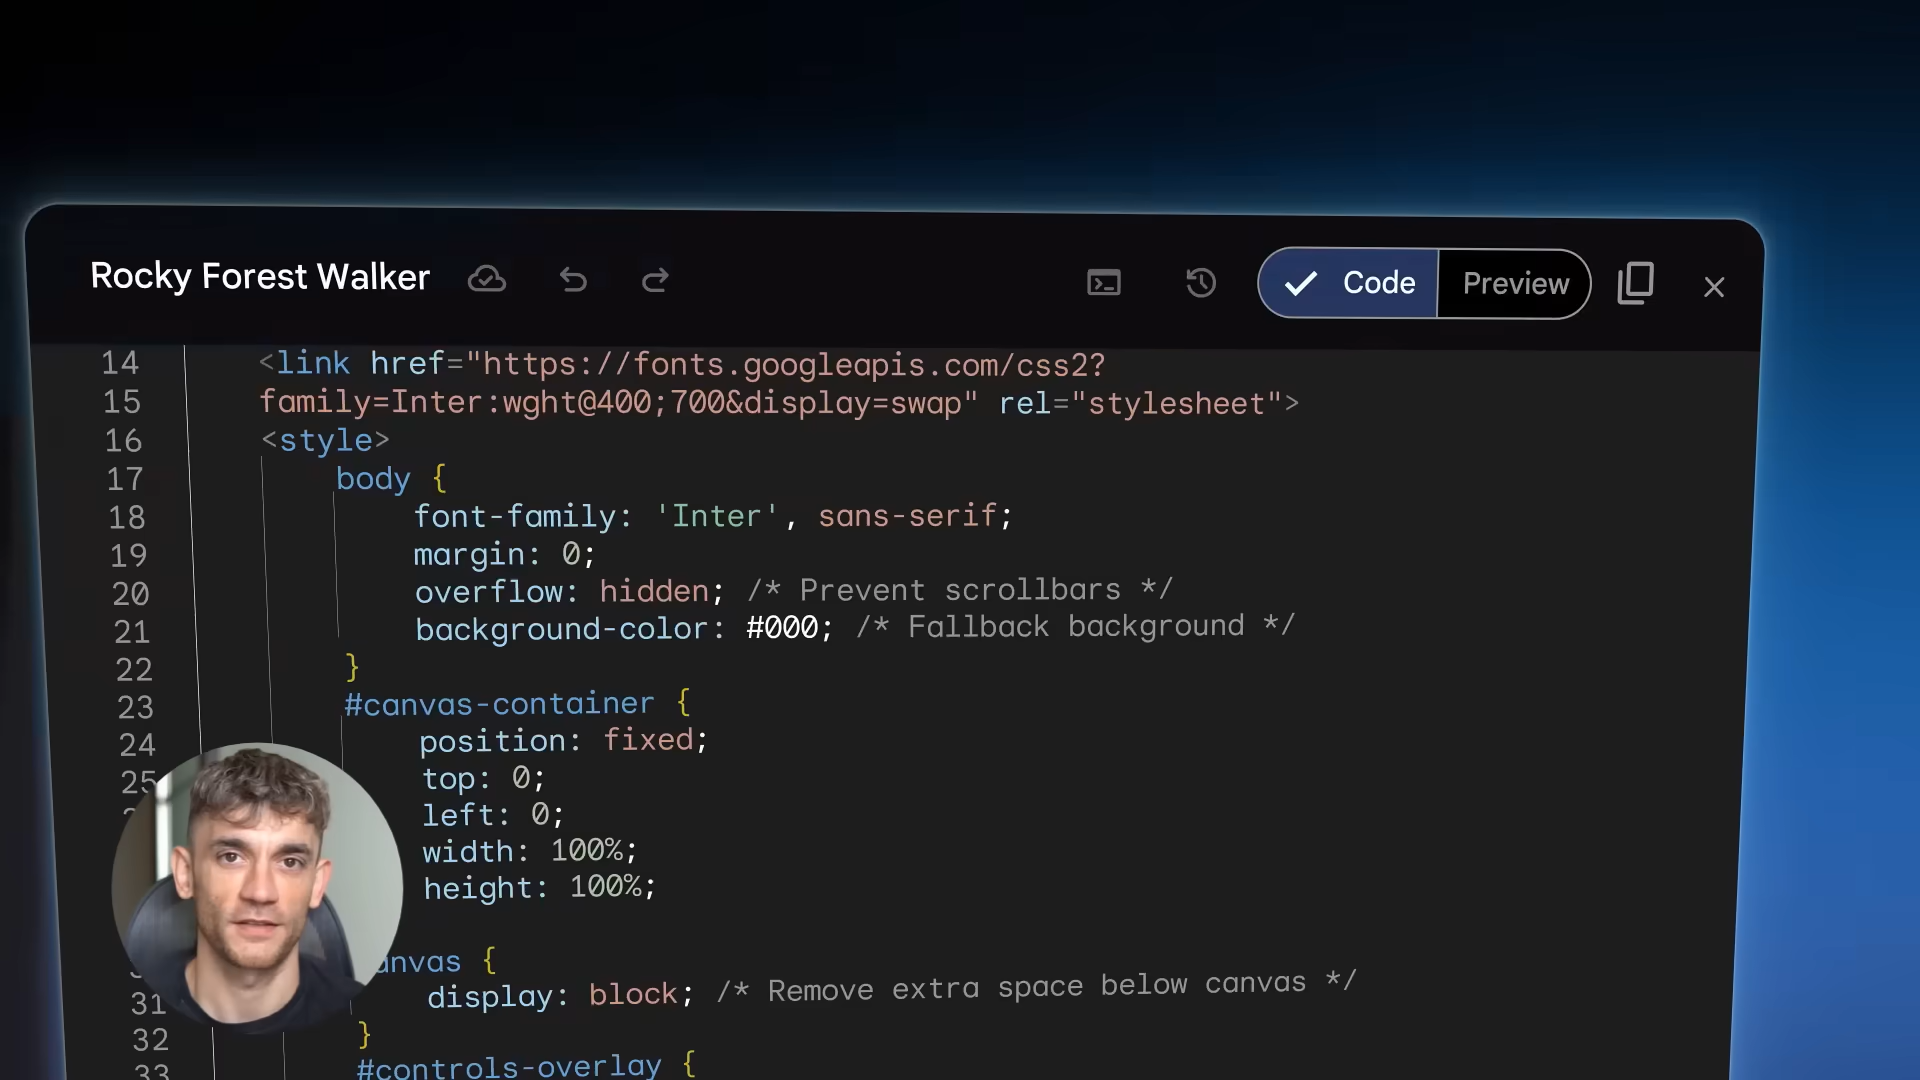 Rocky Forest Walker
Code Preview
14 <link href="https://fonts.googleapis.com/css2?
15 family=Inter:wght@400;700&display=swap" rel="stylesheet">
16 <style>
17 body {
18 font-family: 'Inter', sans-serif;
19 margin: 0;
20 overflow: hidden; /* Prevent scrollbars */
21 background-color: #000; /* Fallback background */
22 }
23 #canvas-container {
24 position: fixed;
25 top: 0;
left: 0;
width: 100%;
height: 100%;
anvas {
31 display: block; /* Remove extra space below canvas */
32 }
33 #controls-overlay {